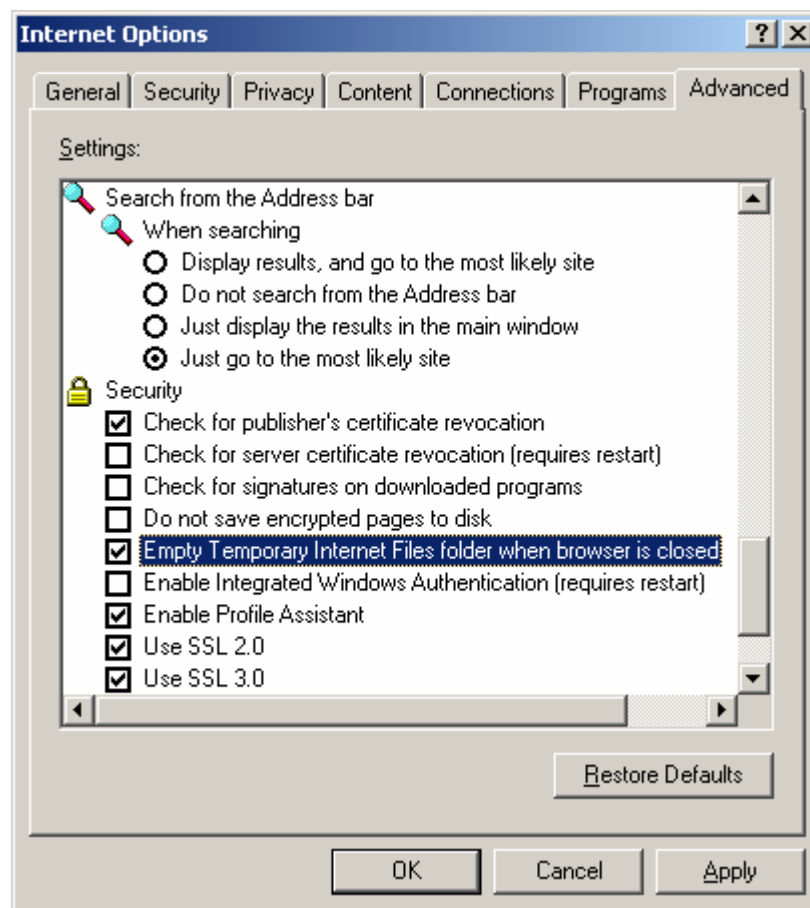 Internet Options
General Security Privacy Content Connections Programs Advanced
Settings:
Search from the Address bar
When searching
Display results, and go to the most likely site
Do not search from the Address bar
Just display the results in the main window
Just go to the most likely site
Security
Check for publisher's certificate revocation
Check for server certificate revocation (requires restart)
Check for signatures on downloaded programs
Do not save encrypted pages to disk
Empty Temporary Internet Files folder when browser is closed
Enable Integrated Windows Authentication (requires restart)
Enable Profile Assistant
Use SSL 2.0
Use SSL 3.0
Restore Defaults
OK Cancel Apply